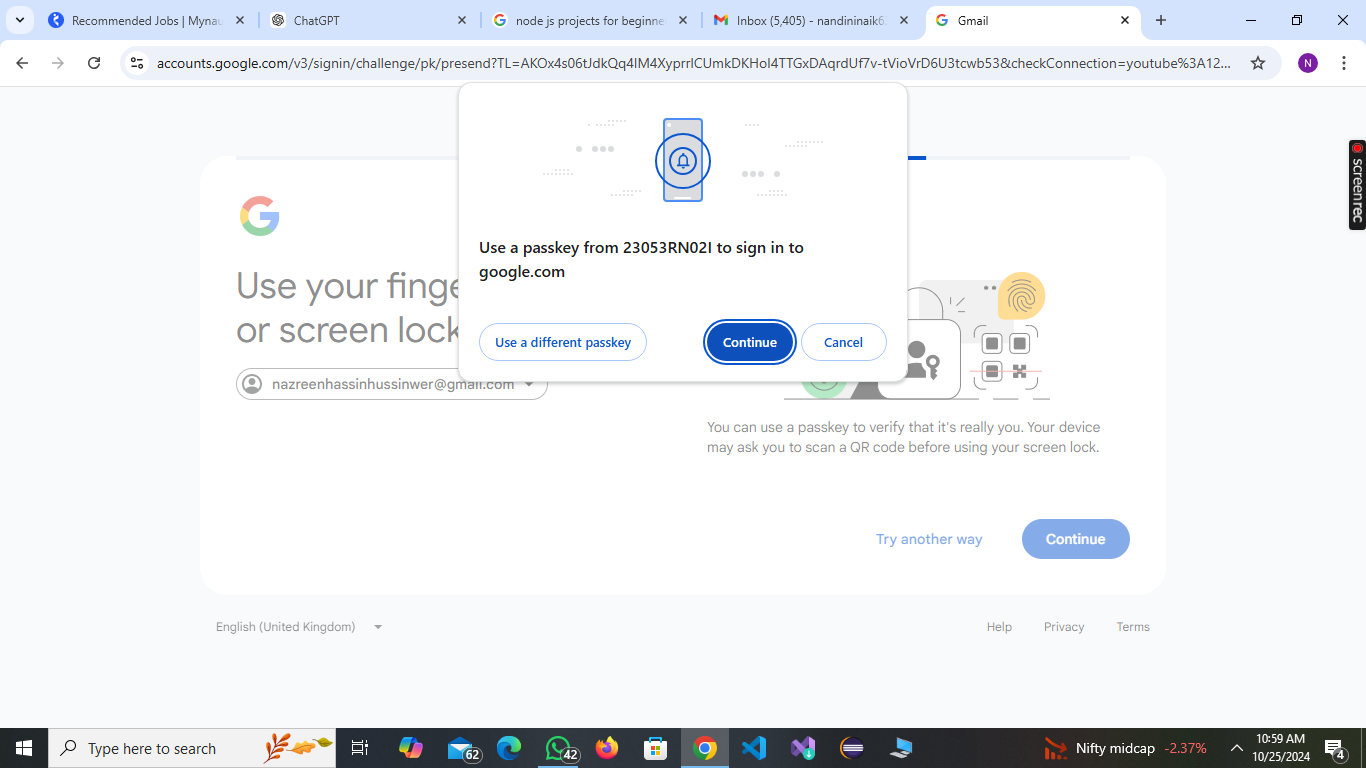 Recommended Jobs | Mynau
ChatGPT
node js projects for beginne
Inbox (5,405) - nandininaik6
Gmail
accounts.google.com/v3/signin/challenge/pk/presend?TL=AKOx4s06tJdkQq4lM4XyprrlCUmkDKHol4TTGxDAqrdUf7v-tVioVrD6U3tcwb53&checkConnection=youtube%3A12...
N
screenrec
Use a passkey from 23053RN02I to sign in to
google.com
Use a different passkey
Continue
Cancel
Use your finge
or screen lock
nazreenhassinhussinwer@gmail.com
You can use a passkey to verify that it's really you. Your device
may ask you to scan a QR code before using your screen lock.
Try another way
Continue
English (United Kingdom)
Help
Privacy
Terms
Type here to search
62
42
Nifty midcap -2.37%
10:59 AM
10/25/2024
4